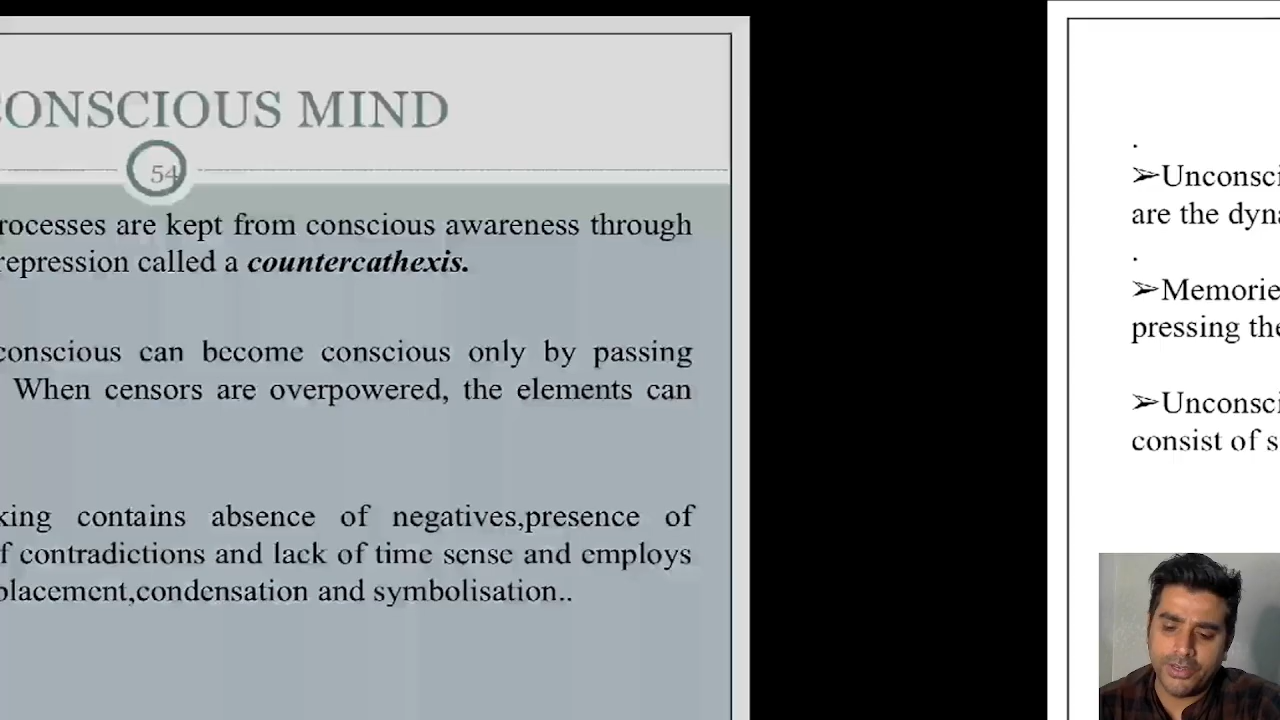 CONSCIOUS MIND
54
rocesses are kept from conscious awareness through
repression called a countercathexis.
conscious can become conscious only by passing
When censors are overpowered, the elements can
king contains absence of negatives,presence of
f contradictions and lack of time sense and employs
placement,condensation and symbolisation..
.
➢Unconsci
are the dyna
.
➢Memorie
pressing the
➢Unconsci
consist of s